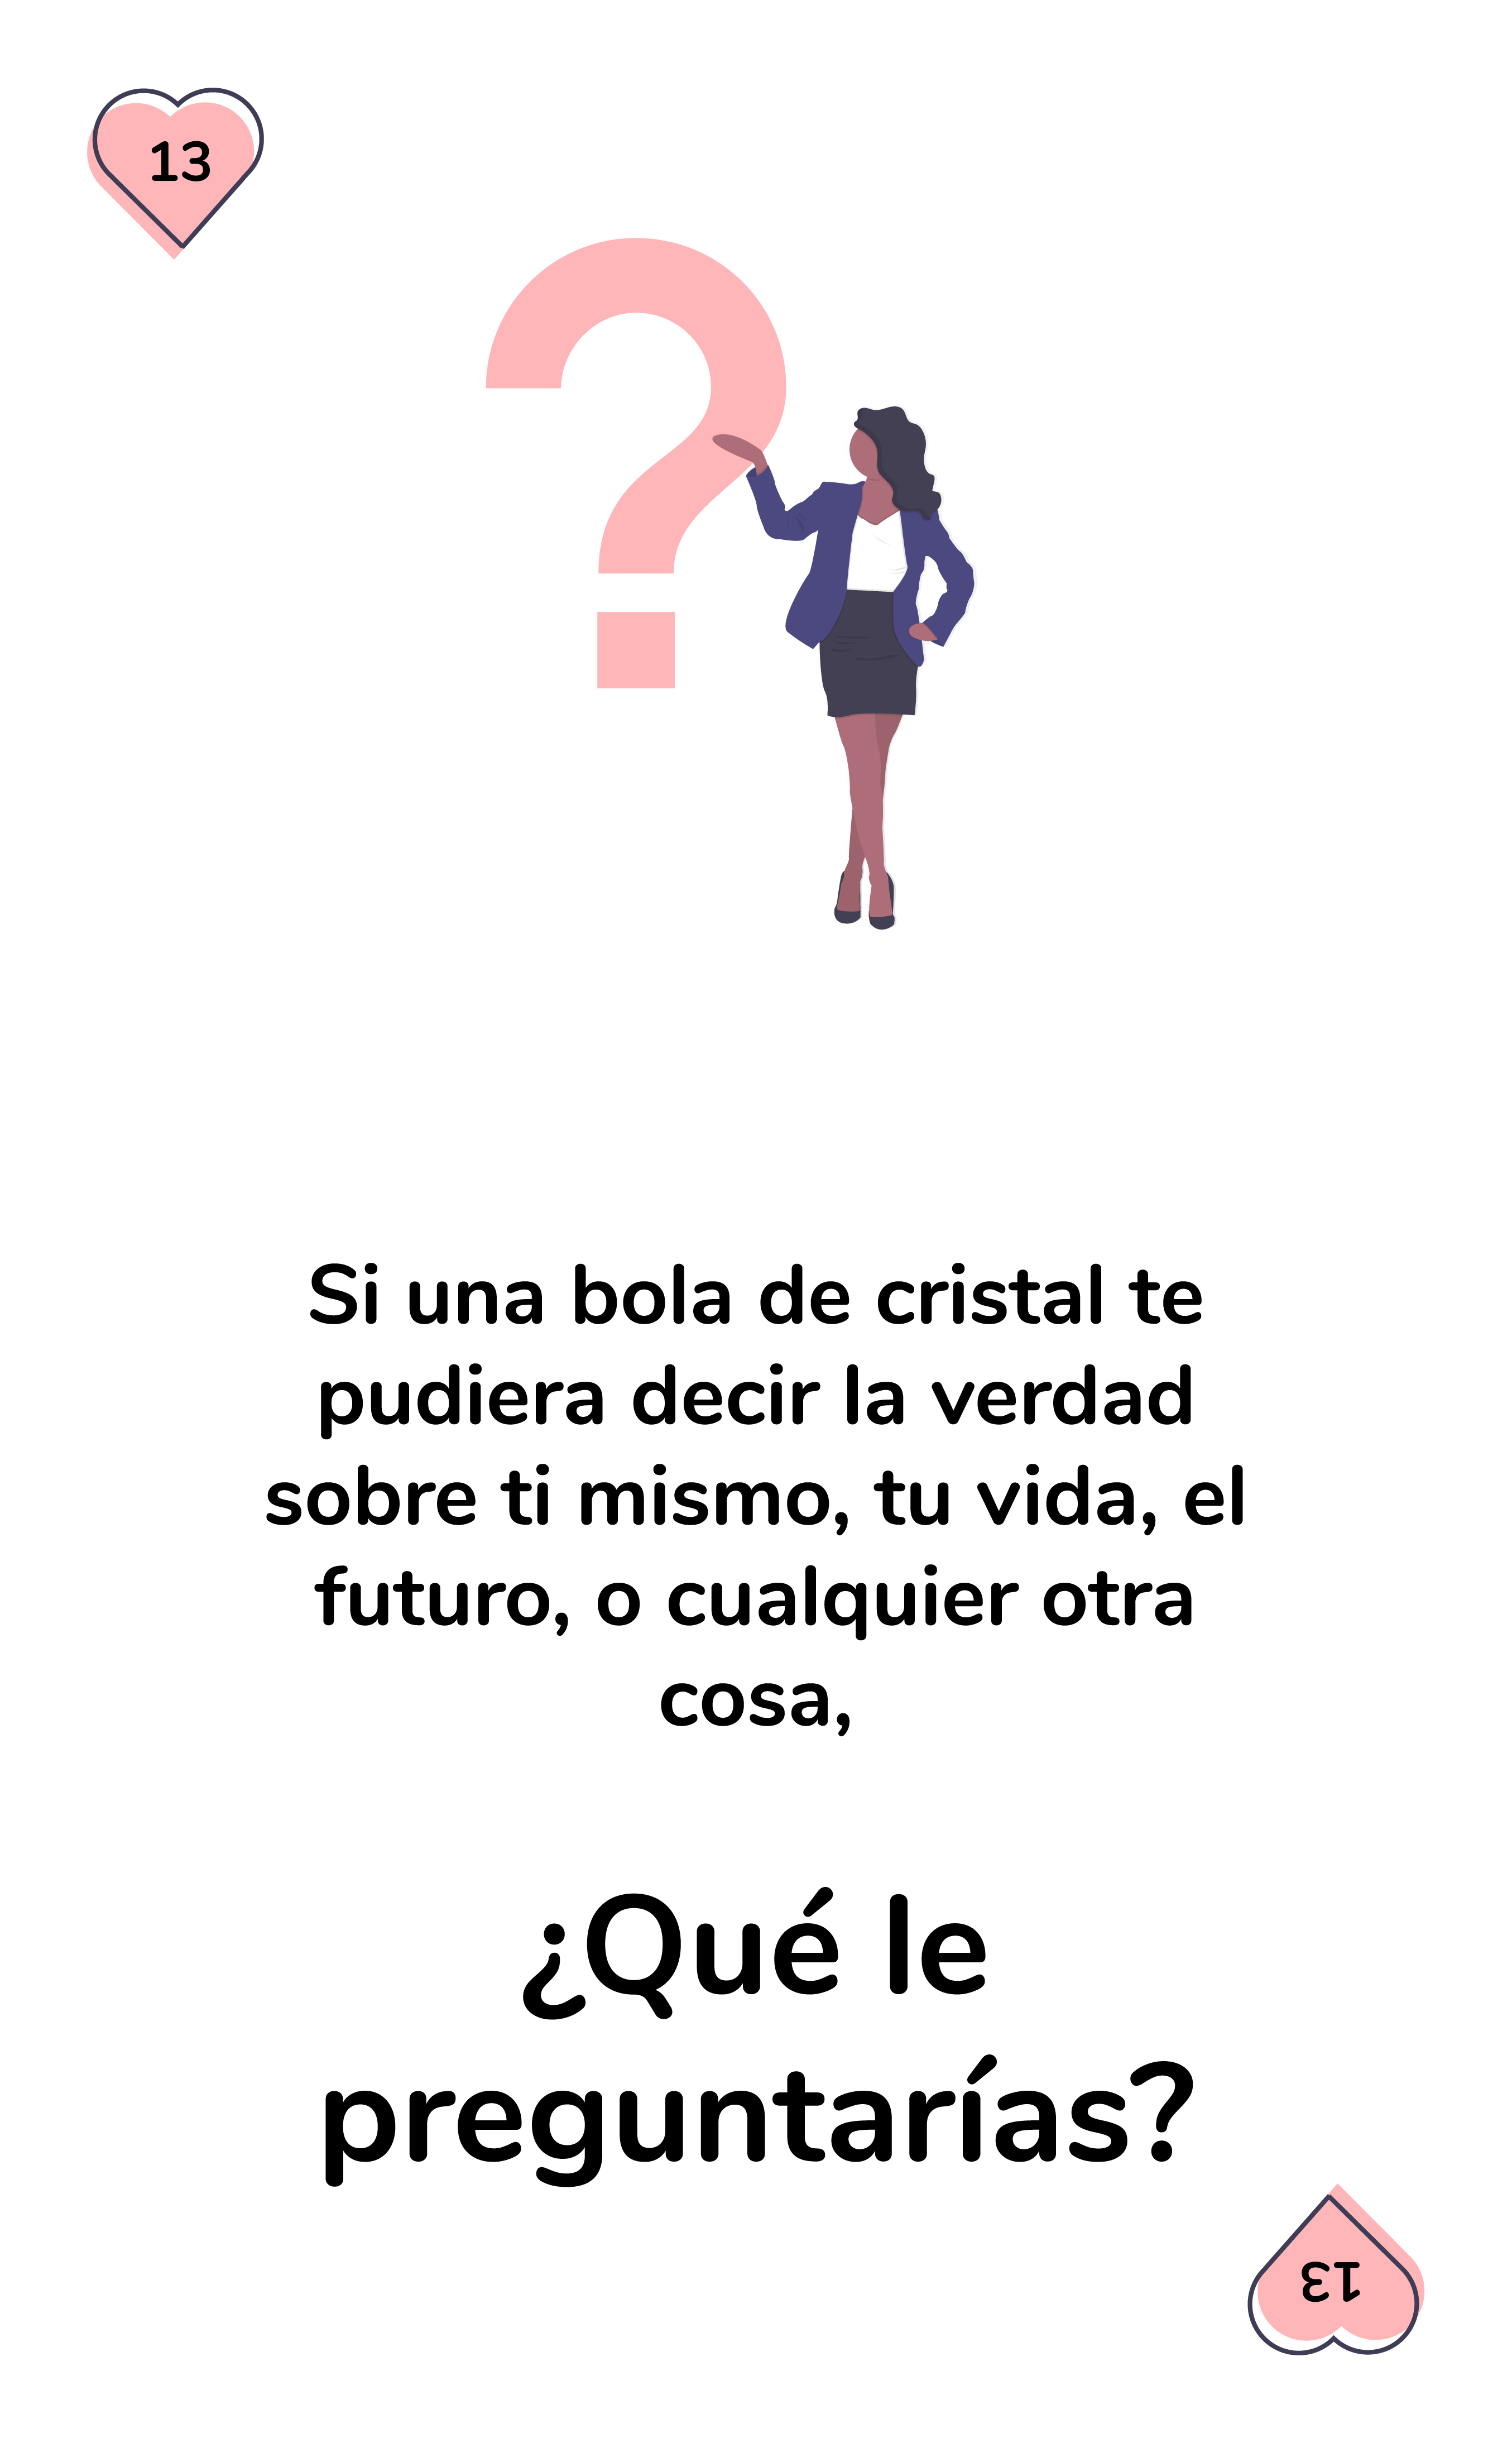 13
Si una bola de cristal te
pudiera decir la verdad
sobre ti mismo, tu vida, el
futuro, o cualquier otra
cosa,
¿Qué le
preguntarías?
13